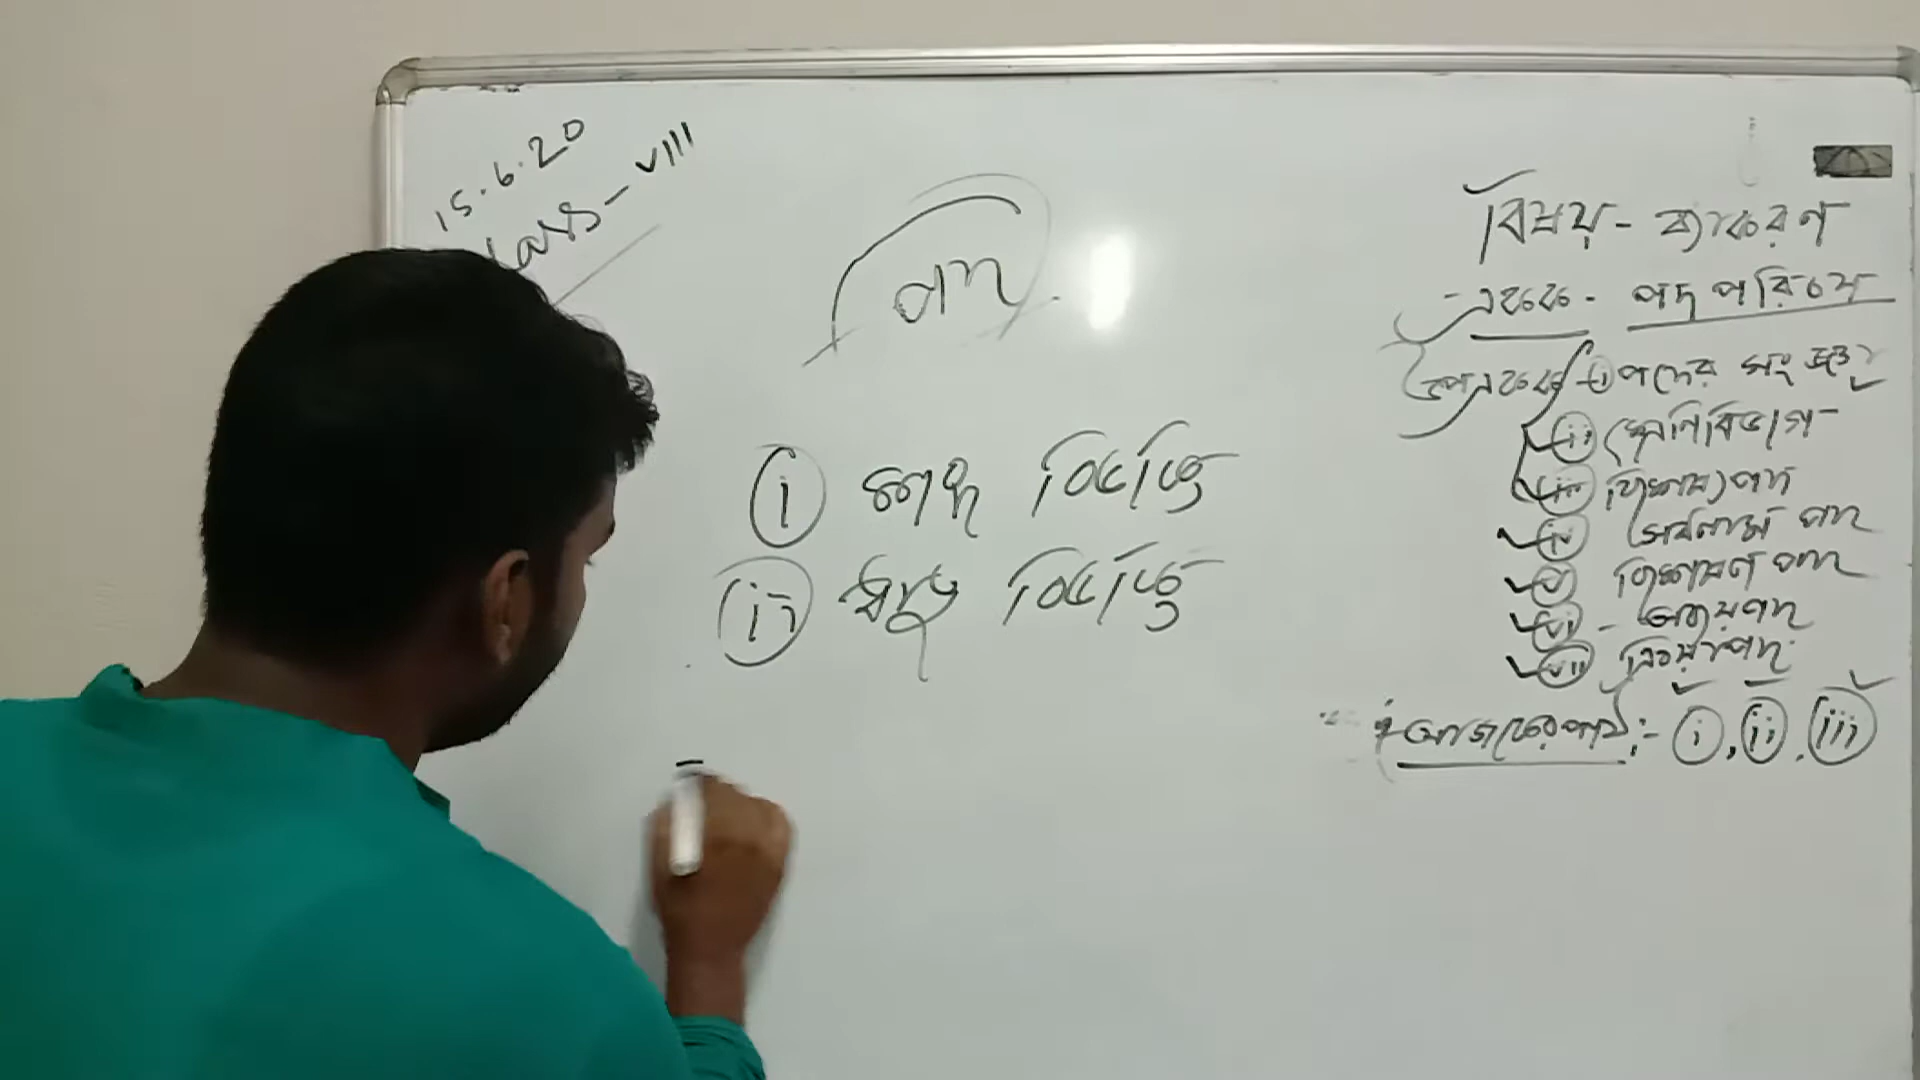 15.6.20
Class - VIII
পদ
i শব্দ বিভক্তি
ii ধাতু বিভক্তি
বিষয় - ব্যাকরণ
একক - পদ পরিচয়
উপএকক i পদের সংজ্ঞা
ii শ্রেণিবিভাগ
iii বিশেষ্য পদ
iv সর্বনাম পদ
v বিশেষণ পদ
vi - অব্যয় পদ
vii ক্রিয়াপদ
আজকের পাঠ :- i, ii, iii